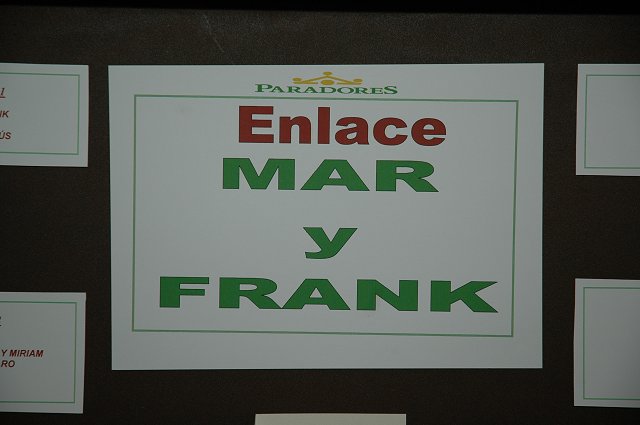 PARADORES
Enlace
MAR
y
FRANK
Y MIRIAM